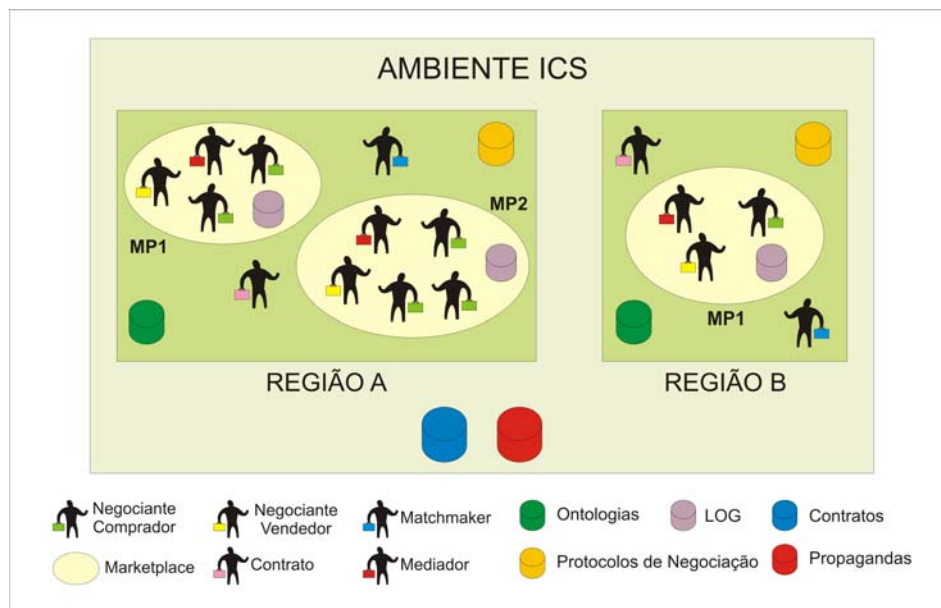 AMBIENTE ICS
MP1
MP2
MP1
REGIÃO A
REGIÃO B
Negociante
Comprador
Negociante
Vendedor
Matchmaker
Ontologias
LOG
Contratos
Marketplace
Contrato
Mediador
Protocolos de Negociação
Propagandas